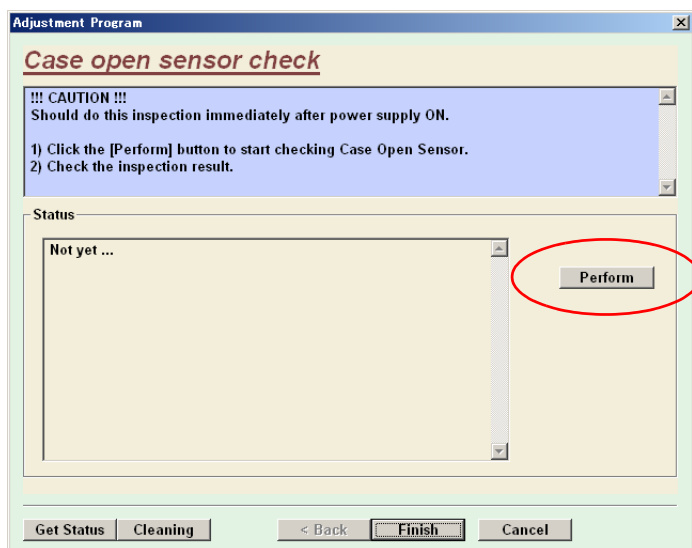 Adjustment Program
Case open sensor check
!!! CAUTION !!!
Should do this inspection immediately after power supply ON.
1) Click the [Perform] button to start checking Case Open Sensor.
2) Check the inspection result.
Status
Not yet ...
Perform
Get Status Cleaning < Back Finish Cancel